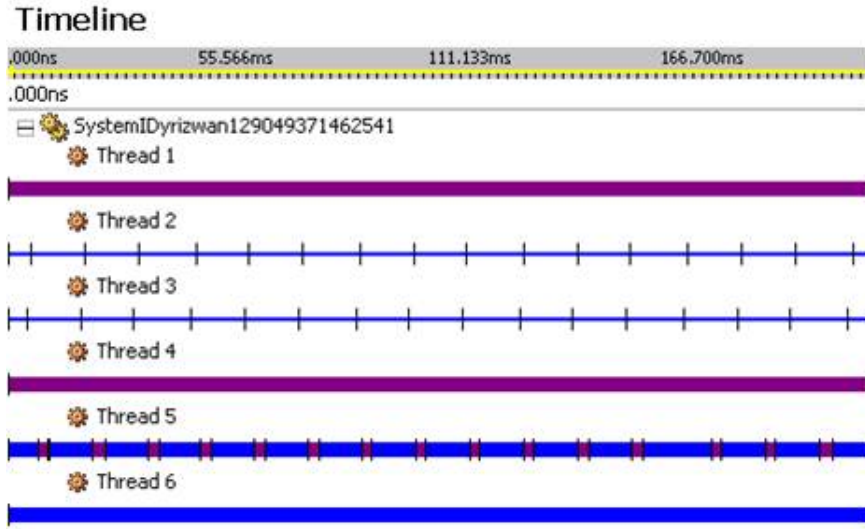 Timeline
.000ns 55.566ms 111.133ms 166.700ms
.000ns
SystemIDyrizwan129049371462541
Thread 1
Thread 2
Thread 3
Thread 4
Thread 5
Thread 6